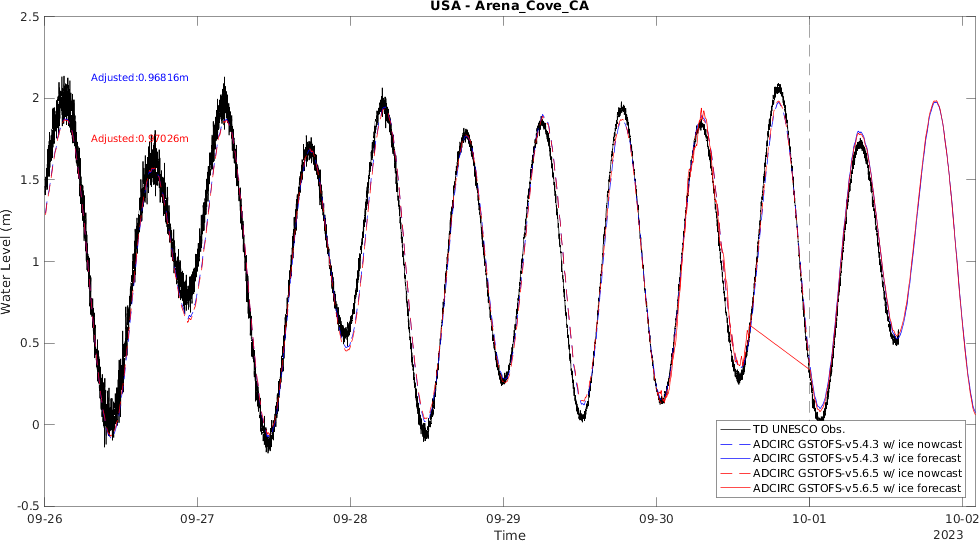 USA - Arena_Cove_CA
2.5
2
1.5
1
0.5
0
-0.5
Water Level (m)
Adjusted:0.96816m
Adjusted:0.97026m
TD UNESCO Obs.
ADCIRC GSTOFS-v5.4.3 w/ ice nowcast
ADCIRC GSTOFS-v5.4.3 w/ ice forecast
ADCIRC GSTOFS-v5.6.5 w/ ice nowcast
ADCIRC GSTOFS-v5.6.5 w/ ice forecast
09-26 09-27 09-28 09-29 09-30 10-01 10-02
Time
2023